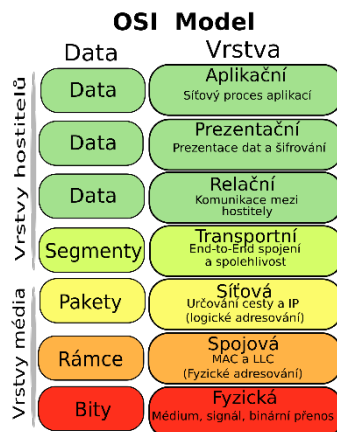 OSI Model
Data
Vrstva
Vrstvy hostitelů
Data
Aplikační
Síťový proces aplikací
Data
Prezentační
Prezentace dat a šifrování
Data
Relační
Komunikace mezi
hostitely
Segmenty
Transportní
End-to-End spojení
a spolehlivost
Vrstvy média
Pakety
Síťová
Určování cesty a IP
(logické adresování)
Rámce
Spojová
MAC a LLC
(Fyzické adresování)
Bity
Fyzická
Médium, signál, binární přenos